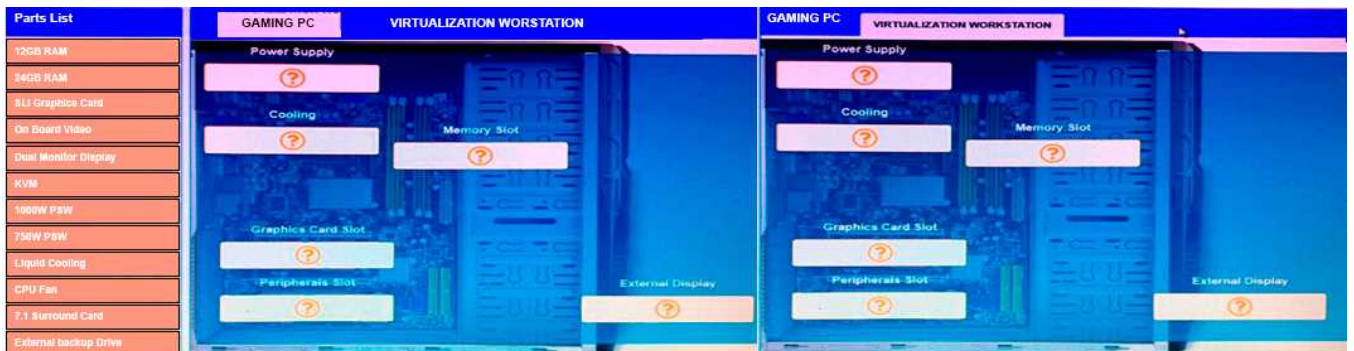 Parts List
12GB RAM
24GB RAM
SLI Graphics Card
On Board Video
Dual Monitor Display
KVM
1000W PSW
750W PSW
Liquid Cooling
CPU Fan
7.1 Surround Card
External backup Drive
GAMING PC VIRTUALIZATION WORSTATION
Power Supply
?
Cooling
?
Memory Slot
?
Graphics Card Slot
?
Peripherals Slot
?
External Display
?
GAMING PC VIRTUALIZATION WORKSTATION
Power Supply
?
Cooling
?
Memory Slot
?
Graphics Card Slot
?
Peripherals Slot
?
External Display
?